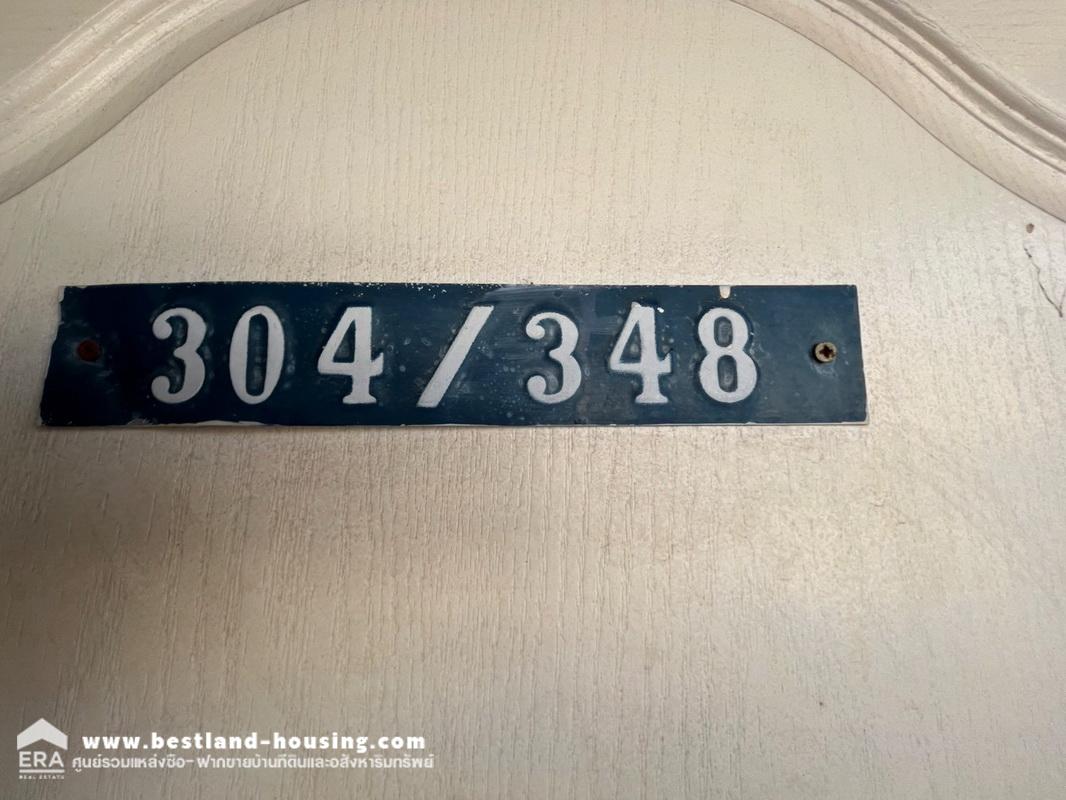 304/348
www.bestland-housing.com
ERA
REAL ESTATE
ศูนย์รวมแหล่งซื้อ-ฝากขายบ้านที่ดินและอสังหาริมทรัพย์